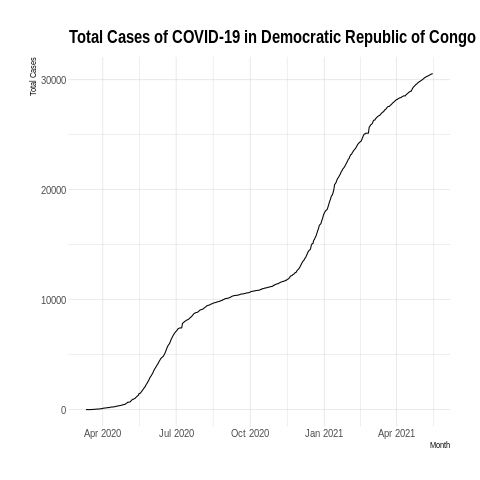 Total Cases of COVID-19 in Democratic Republic of Congo
Total Cases
30000
20000
10000
0
Apr 2020 Jul 2020 Oct 2020 Jan 2021 Apr 2021
Month